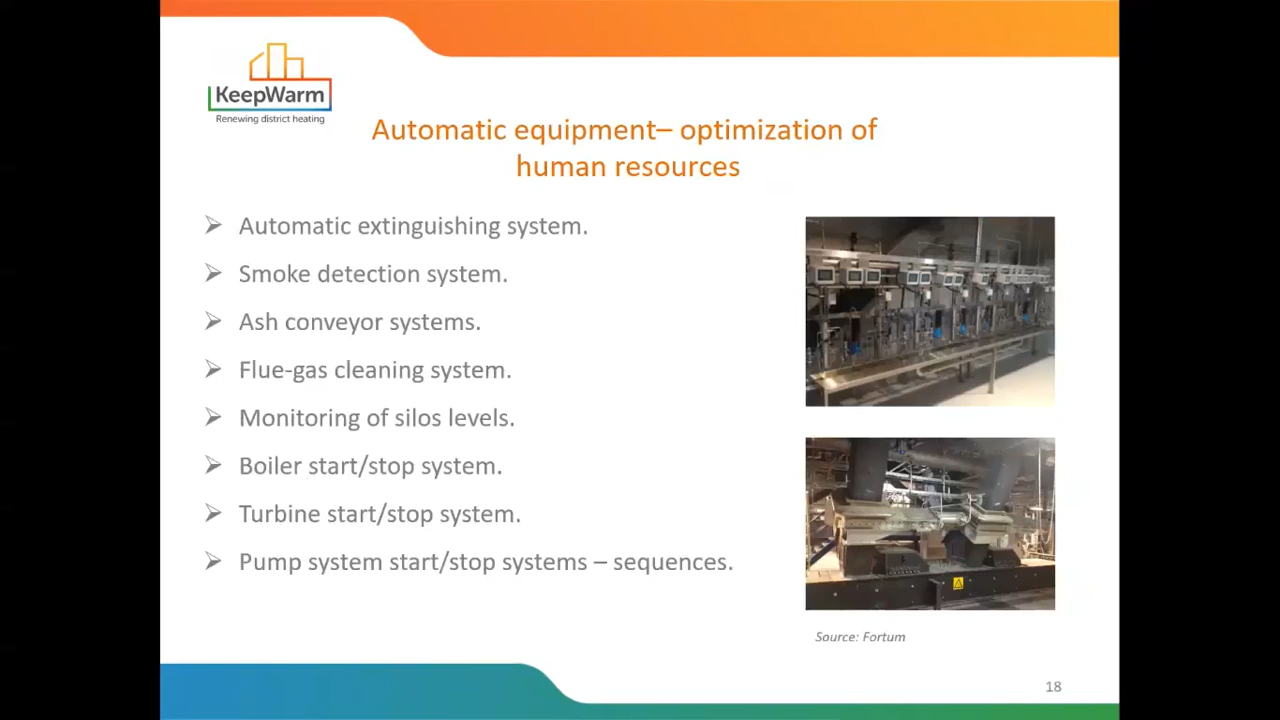 KeepWarm
Renewing district heating
Automatic equipment– optimization of
human resources
Automatic extinguishing system.
Smoke detection system.
Ash conveyor systems.
Flue-gas cleaning system.
Monitoring of silos levels.
Boiler start/stop system.
Turbine start/stop system.
Pump system start/stop systems – sequences.
Source: Fortum
18